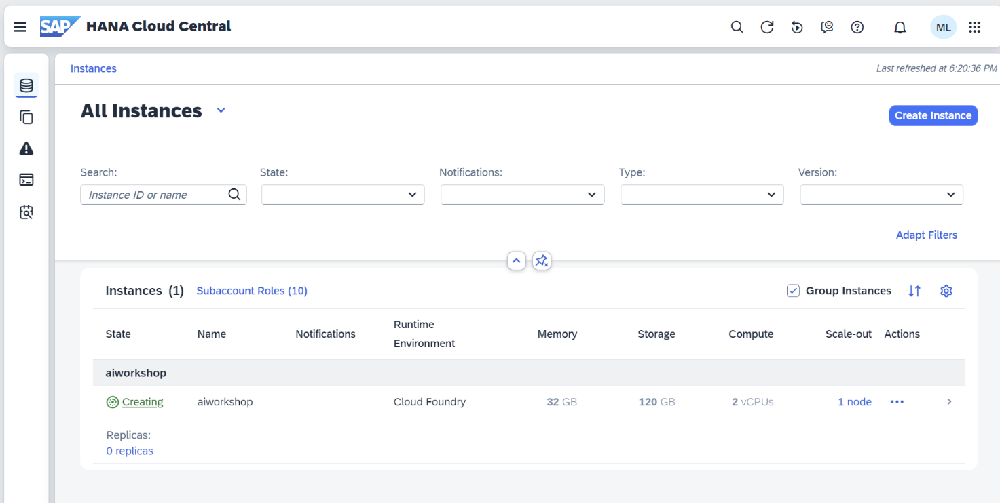 SAP HANA Cloud Central
ML
Instances
Last refreshed at 6:20:36 PM
All Instances
Create Instance
Search: State: Notifications: Type: Version:
Instance ID or name
Adapt Filters
Instances (1) Subaccount Roles (10) Group Instances
State Name Notifications Runtime Environment Memory Storage Compute Scale-out Actions
aiworkshop
Creating aiworkshop Cloud Foundry 32 GB 120 GB 2 vCPUs 1 node
Replicas:
0 replicas